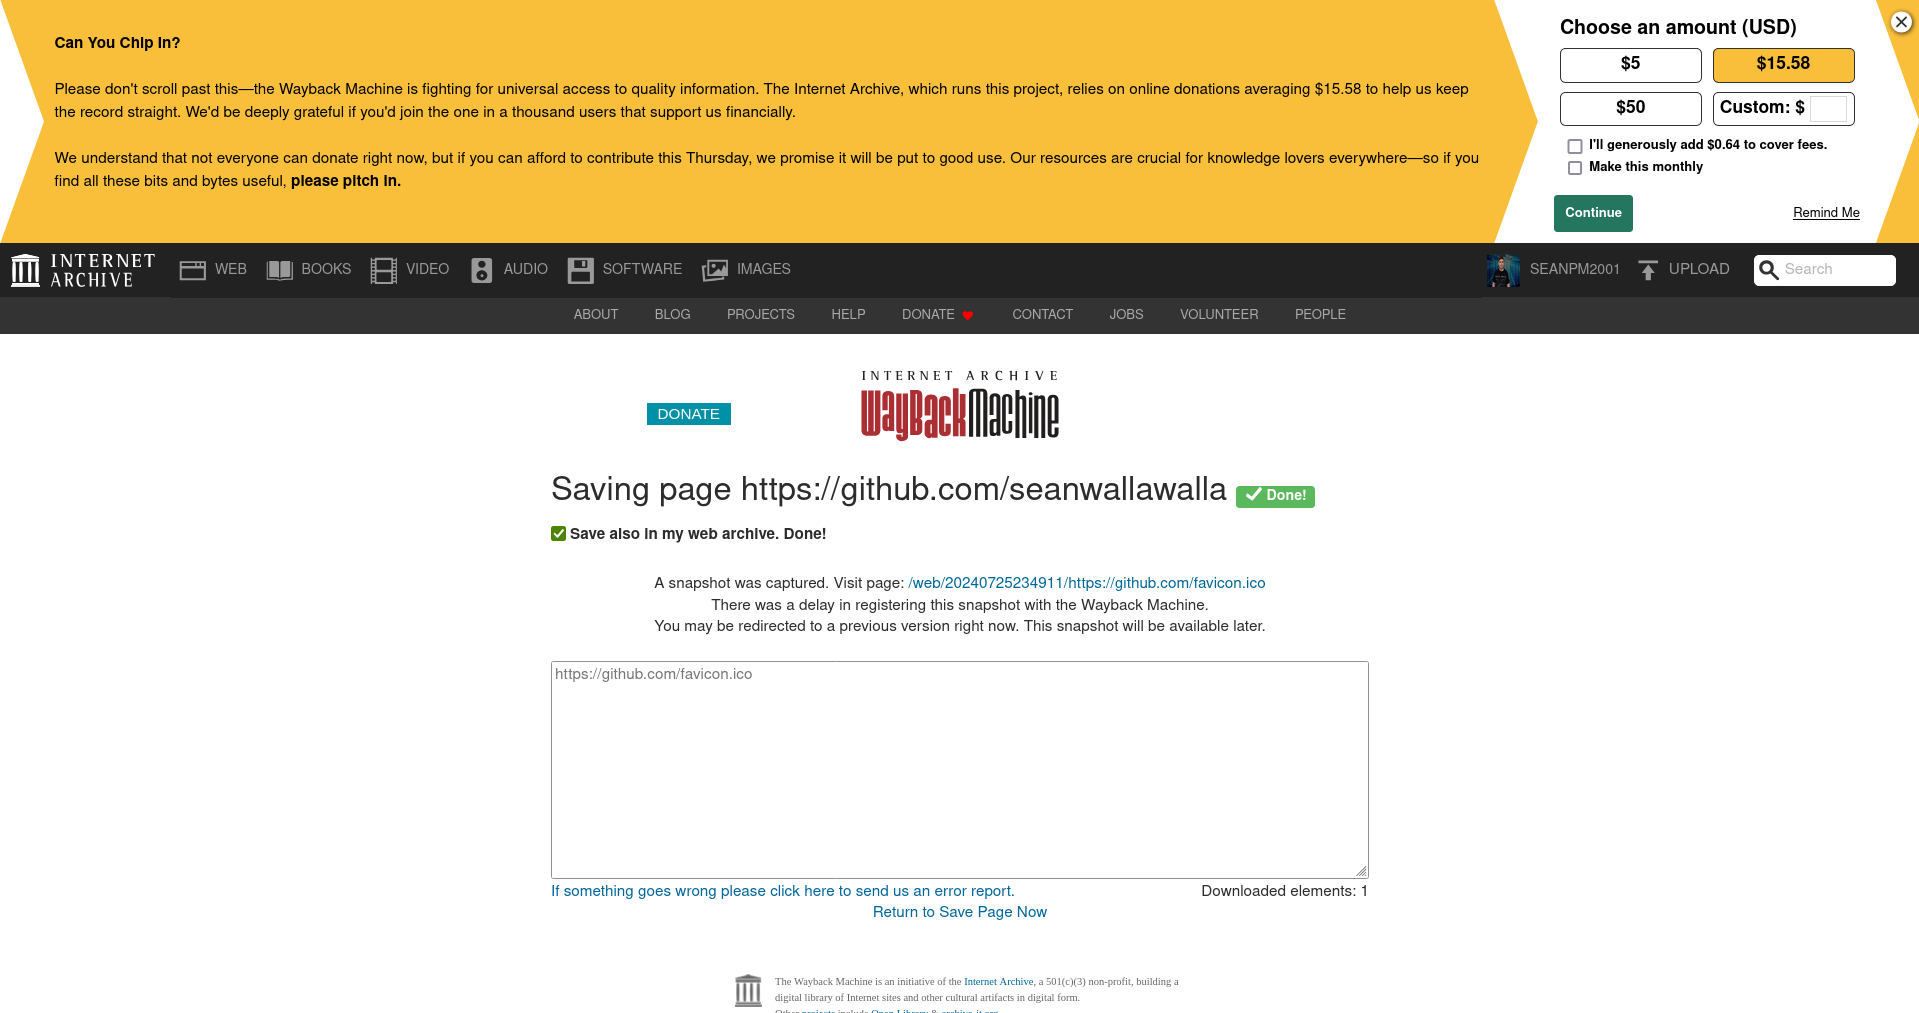 Can You Chip In?
Please don't scroll past this—the Wayback Machine is fighting for universal access to quality information. The Internet Archive, which runs this project, relies on online donations averaging $15.58 to help us keep
the record straight. We'd be deeply grateful if you'd join the one in a thousand users that support us financially.
We understand that not everyone can donate right now, but if you can afford to contribute this Thursday, we promise it will be put to good use. Our resources are crucial for knowledge lovers everywhere—so if you
find all these bits and bytes useful, please pitch in.
Choose an amount (USD)
$5 $15.58
$50 Custom: $
I'll generously add $0.64 to cover fees.
Make this monthly
Continue Remind Me
INTERNET
ARCHIVE
WEB BOOKS VIDEO AUDIO SOFTWARE IMAGES SEANPM2001 UPLOAD Search
ABOUT BLOG PROJECTS HELP DONATE CONTACT JOBS VOLUNTEER PEOPLE
INTERNET ARCHIVE
WayBackMachine
DONATE
Saving page https://github.com/seanwallawalla Done!
Save also in my web archive. Done!
A snapshot was captured. Visit page: /web/20240725234911/https://github.com/favicon.ico
There was a delay in registering this snapshot with the Wayback Machine.
You may be redirected to a previous version right now. This snapshot will be available later.
https://github.com/favicon.ico
If something goes wrong please click here to send us an error report. Downloaded elements: 1
Return to Save Page Now
The Wayback Machine is an initiative of the Internet Archive, a 501(c)(3) non-profit, building a
digital library of Internet sites and other cultural artifacts in digital form.
Other projects include Open Library & archive-it.org.